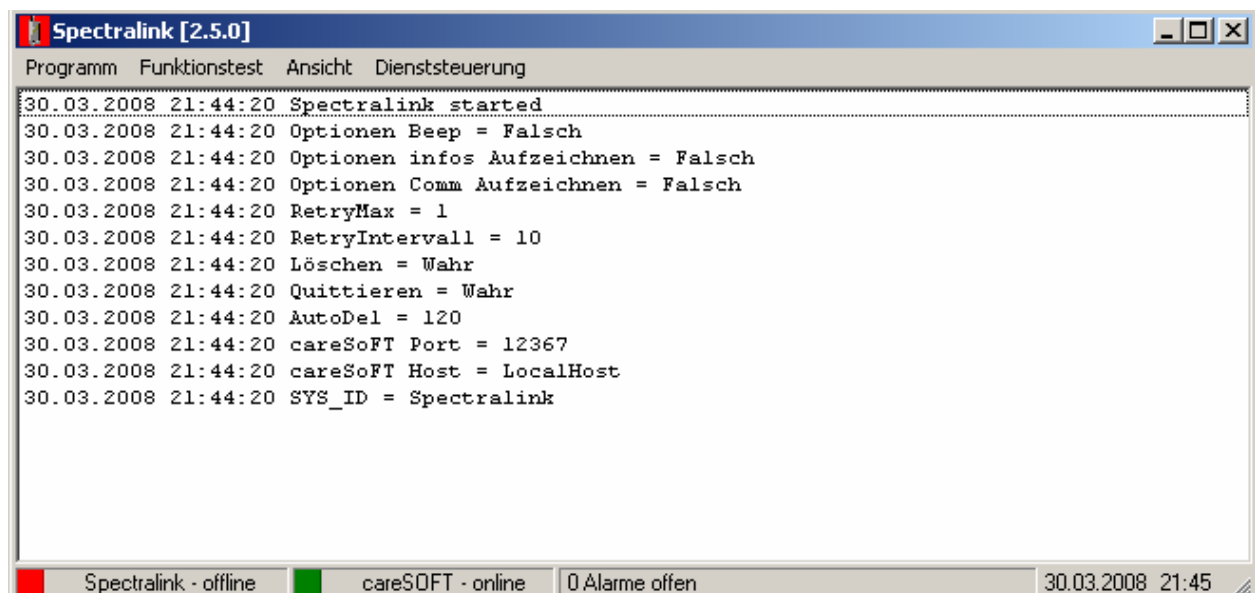 Spectralink [2.5.0]
Programm Funktionstest Ansicht Dienststeuerung
30.03.2008 21:44:20 Spectralink started
30.03.2008 21:44:20 Optionen Beep = Falsch
30.03.2008 21:44:20 Optionen infos Aufzeichnen = Falsch
30.03.2008 21:44:20 Optionen Comm Aufzeichnen = Falsch
30.03.2008 21:44:20 RetryMax = 1
30.03.2008 21:44:20 RetryIntervall = 10
30.03.2008 21:44:20 Löschen = Wahr
30.03.2008 21:44:20 Quittieren = Wahr
30.03.2008 21:44:20 AutoDel = 120
30.03.2008 21:44:20 careSoFT Port = 12367
30.03.2008 21:44:20 careSoFT Host = LocalHost
30.03.2008 21:44:20 SYS_ID = Spectralink
Spectralink - offline careSOFT - online 0 Alarme offen 30.03.2008 21:45